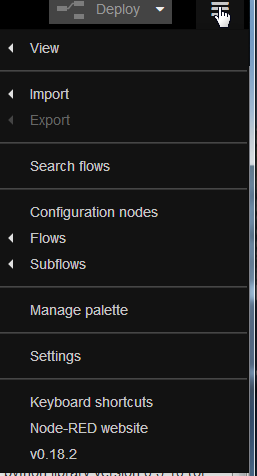 Deploy
View
Import
Export
Search flows
Configuration nodes
Flows
Subflows
Manage palette
Settings
Keyboard shortcuts
Node-RED website
v0.18.2